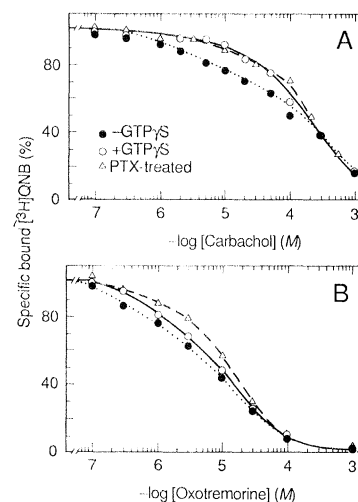 A
80
40
0
● –GTPγS
○ +GTPγS
△ PTX-treated
7 6 5 4 3
–log [Carbachol] (M)
Specific bound [³H]QNB (%)
B
80
40
0
7 6 5 4 3
–log [Oxotremorine] (M)